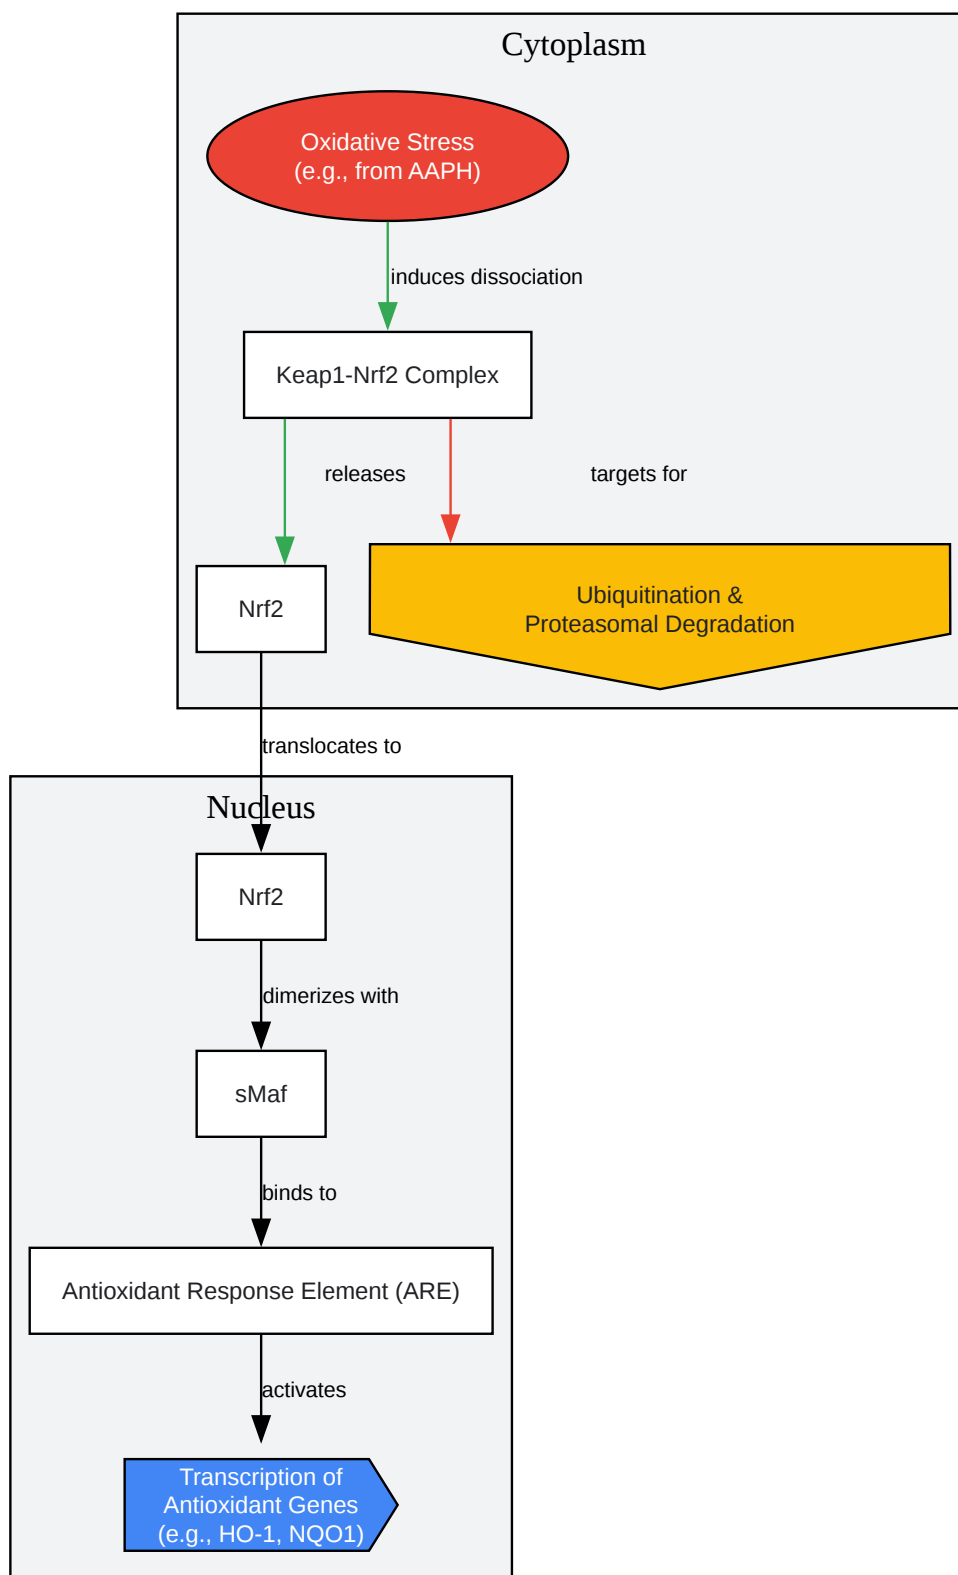 Cytoplasm
Oxidative Stress
(e.g., from AAPH)
induces dissociation
Keap1-Nrf2 Complex
releases
targets for
Nrf2
Ubiquitination &
Proteasomal Degradation
translocates to
Nucleus
Nrf2
dimerizes with
sMaf
binds to
Antioxidant Response Element (ARE)
activates
Transcription of
Antioxidant Genes
(e.g., HO-1, NQO1)